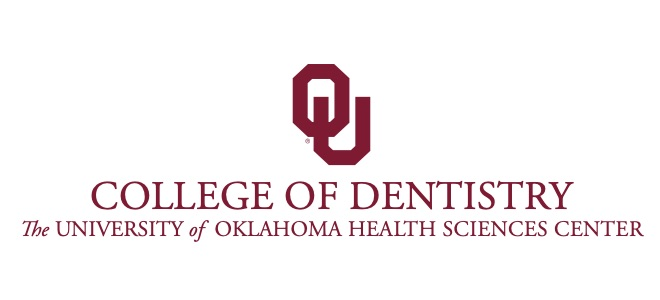 OU
®
COLLEGE OF DENTISTRY
The UNIVERSITY of OKLAHOMA HEALTH SCIENCES CENTER